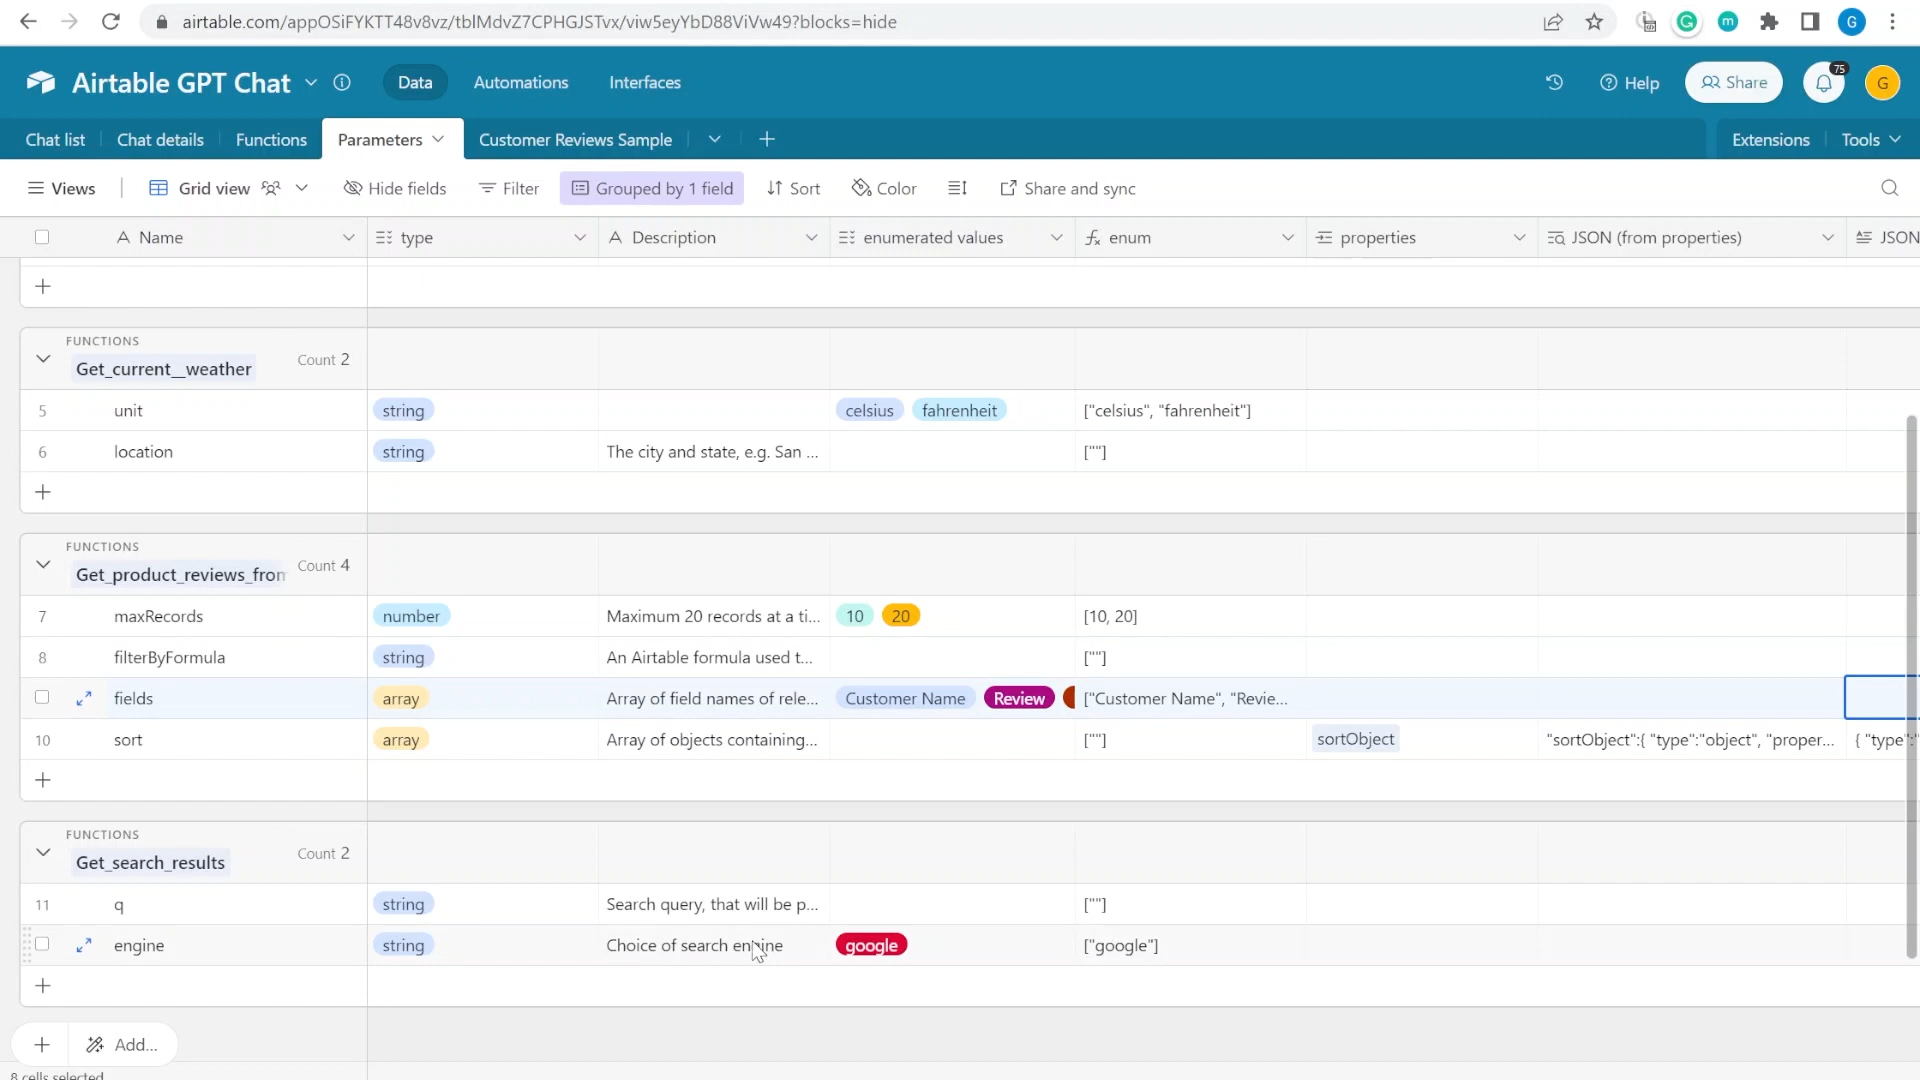 airtable.com/appOSiFYKTT48v8vz/tblMdvZ7CPHGJSTvx/viw5eyYbD88ViVw49?blocks=hide
G m G
Airtable GPT Chat Data Automations Interfaces Help Share 75 G
Chat list Chat details Functions Parameters Customer Reviews Sample Extensions Tools
Views Grid view Hide fields Filter Grouped by 1 field Sort Color Share and sync
Name type Description enumerated values enum properties JSON (from properties) JSON
FUNCTIONS
Get_current__weather Count 2
5 unit string celsius fahrenheit ["celsius", "fahrenheit"]
6 location string The city and state, e.g. San ... [""]
FUNCTIONS
Get_product_reviews_from Count 4
7 maxRecords number Maximum 20 records at a ti... 10 20 [10, 20]
8 filterByFormula string An Airtable formula used t... [""]
fields array Array of field names of rele... Customer Name Review ["Customer Name", "Revie...
10 sort array Array of objects containing... [""] sortObject "sortObject":{ "type":"object", "proper... { "type":"
FUNCTIONS
Get_search_results Count 2
11 q string Search query, that will be p... [""]
engine string Choice of search engine google ["google"]
Add...
8 cells selected